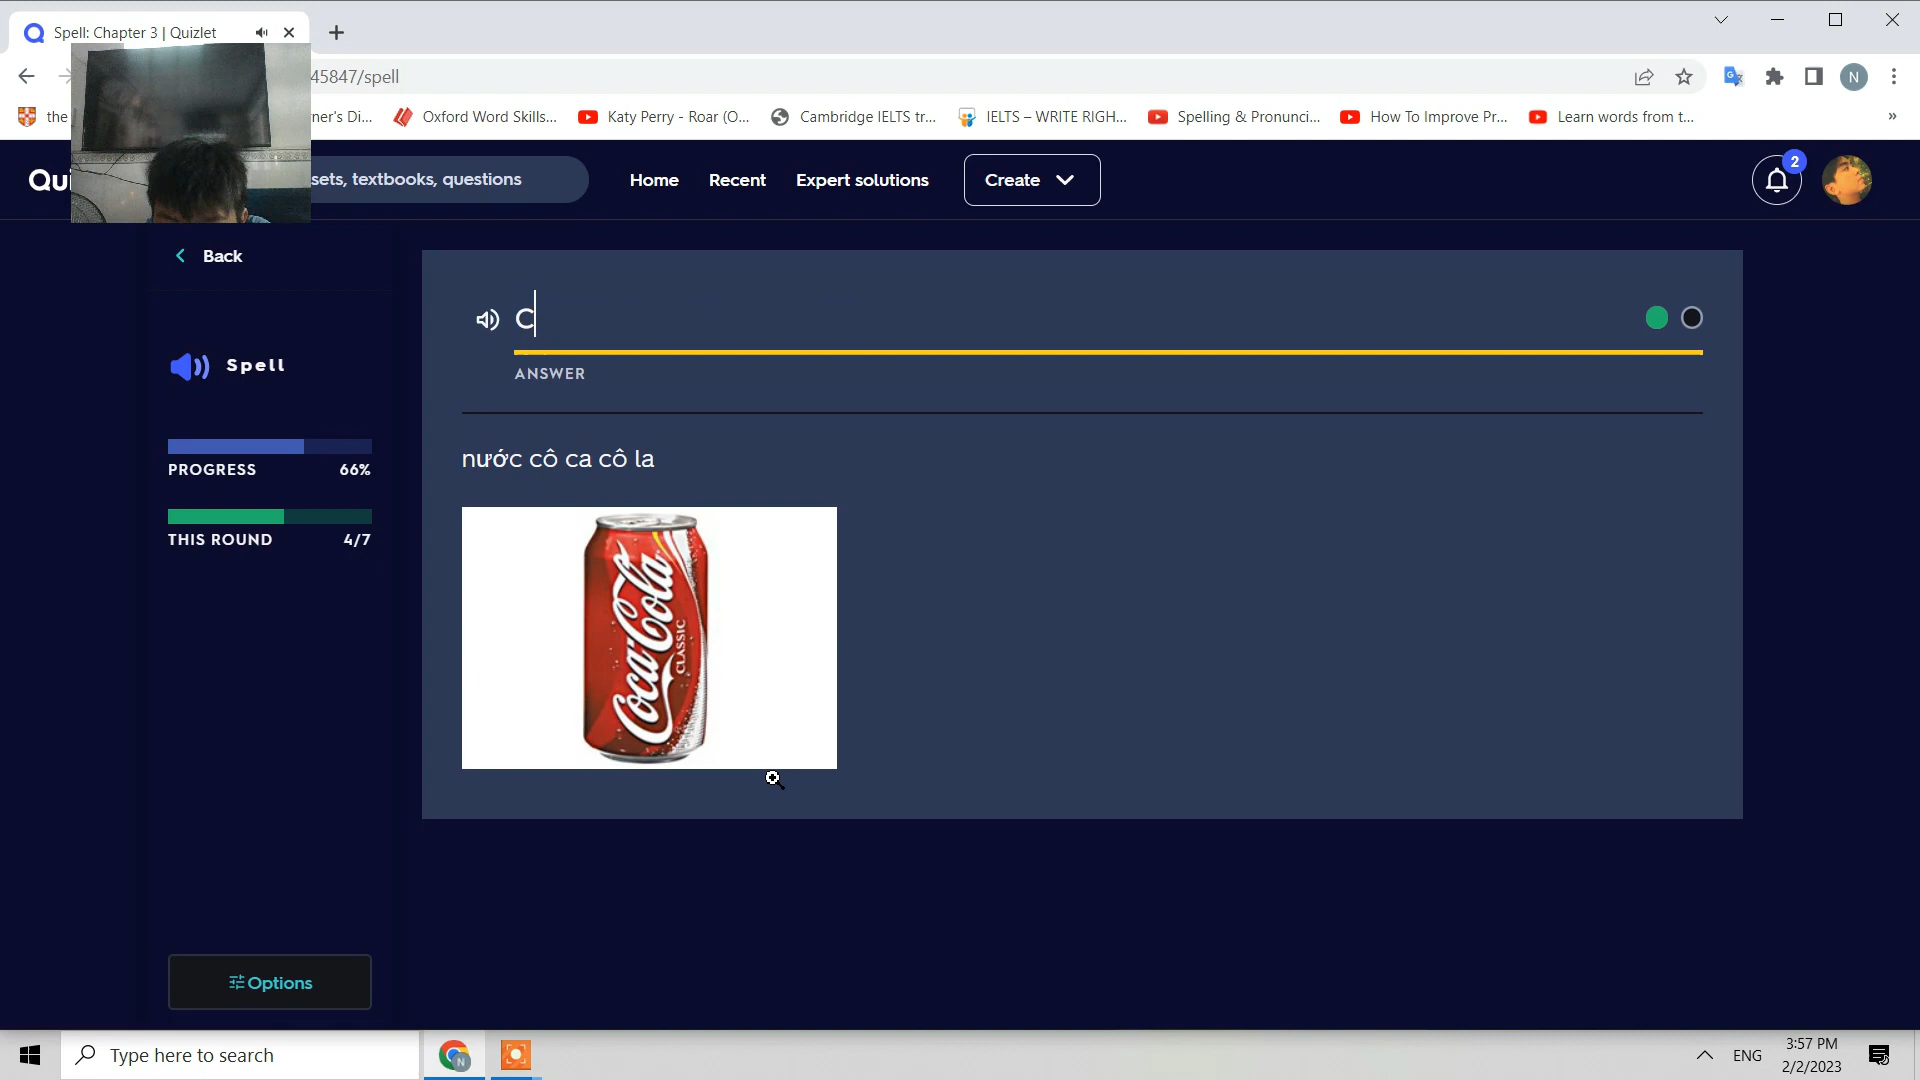 Spell: Chapter 3 | Quizlet
45847/spell
the
ner's Di...
Oxford Word Skills...
Katy Perry - Roar (O...
Cambridge IELTS tr...
IELTS – WRITE RIGH...
Spelling & Pronunci...
How To Improve Pr...
Learn words from t...
»
N
Qui
sets, textbooks, questions
Home
Recent
Expert solutions
Create
2
Back
Spell
PROGRESS 66%
THIS ROUND 4/7
Options
C
ANSWER
nước cô ca cô la
Coca-Cola
CLASSIC
Type here to search
N
ENG
3:57 PM
2/2/2023